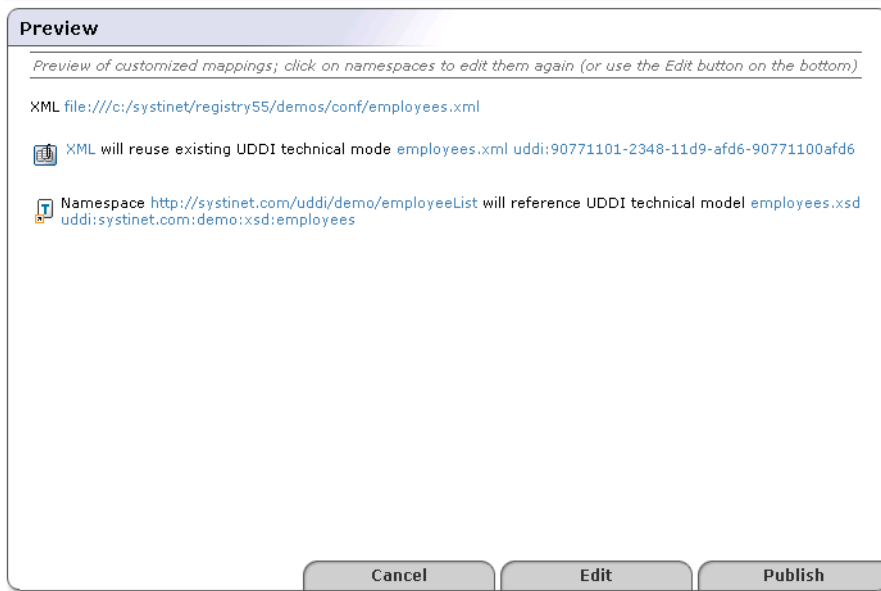 Preview
Preview of customized mappings; click on namespaces to edit them again (or use the Edit button on the bottom)
XML file:///c:/systinet/registry55/demos/conf/employees.xml
XML will reuse existing UDDI technical mode employees.xml uddi:90771101-2348-11d9-afd6-90771100afd6
Namespace http://systinet.com/uddi/demo/employeeList will reference UDDI technical model employees.xsd
uddi:systinet.com:demo:xsd:employees
Cancel Edit Publish